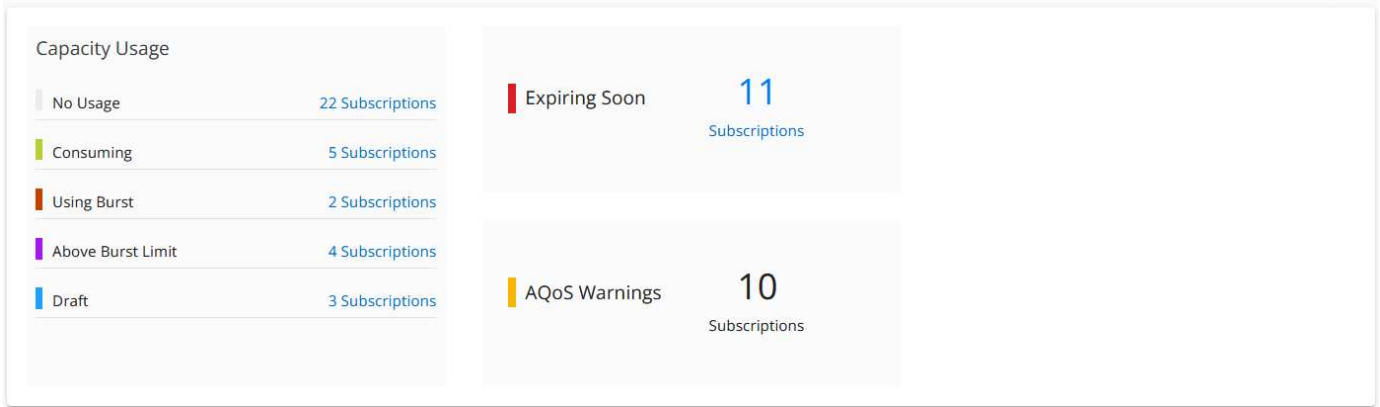 Capacity Usage
No Usage 22 Subscriptions
Consuming 5 Subscriptions
Using Burst 2 Subscriptions
Above Burst Limit 4 Subscriptions
Draft 3 Subscriptions
Expiring Soon 11
Subscriptions
AQoS Warnings 10
Subscriptions